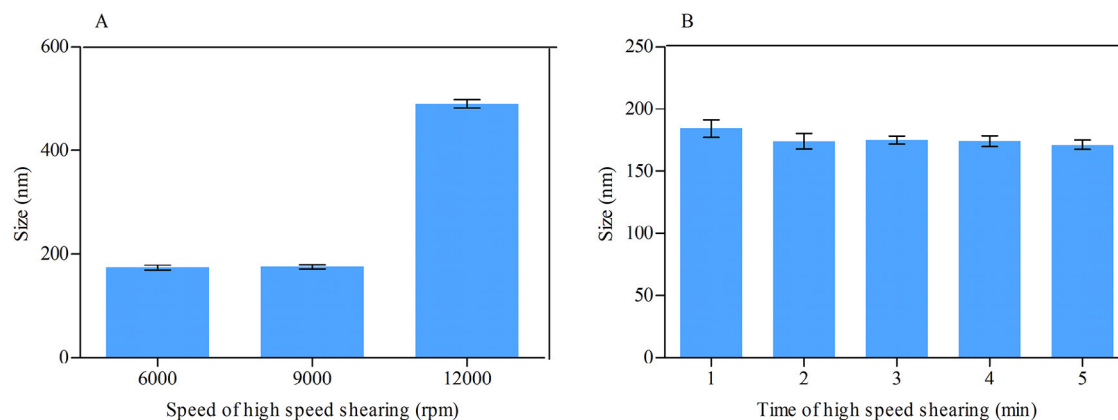 A
600
400
200
0
Size (nm)
6000 9000 12000
Speed of high speed shearing (rpm)
B
250
200
150
100
50
0
Size (nm)
1 2 3 4 5
Time of high speed shearing (min)